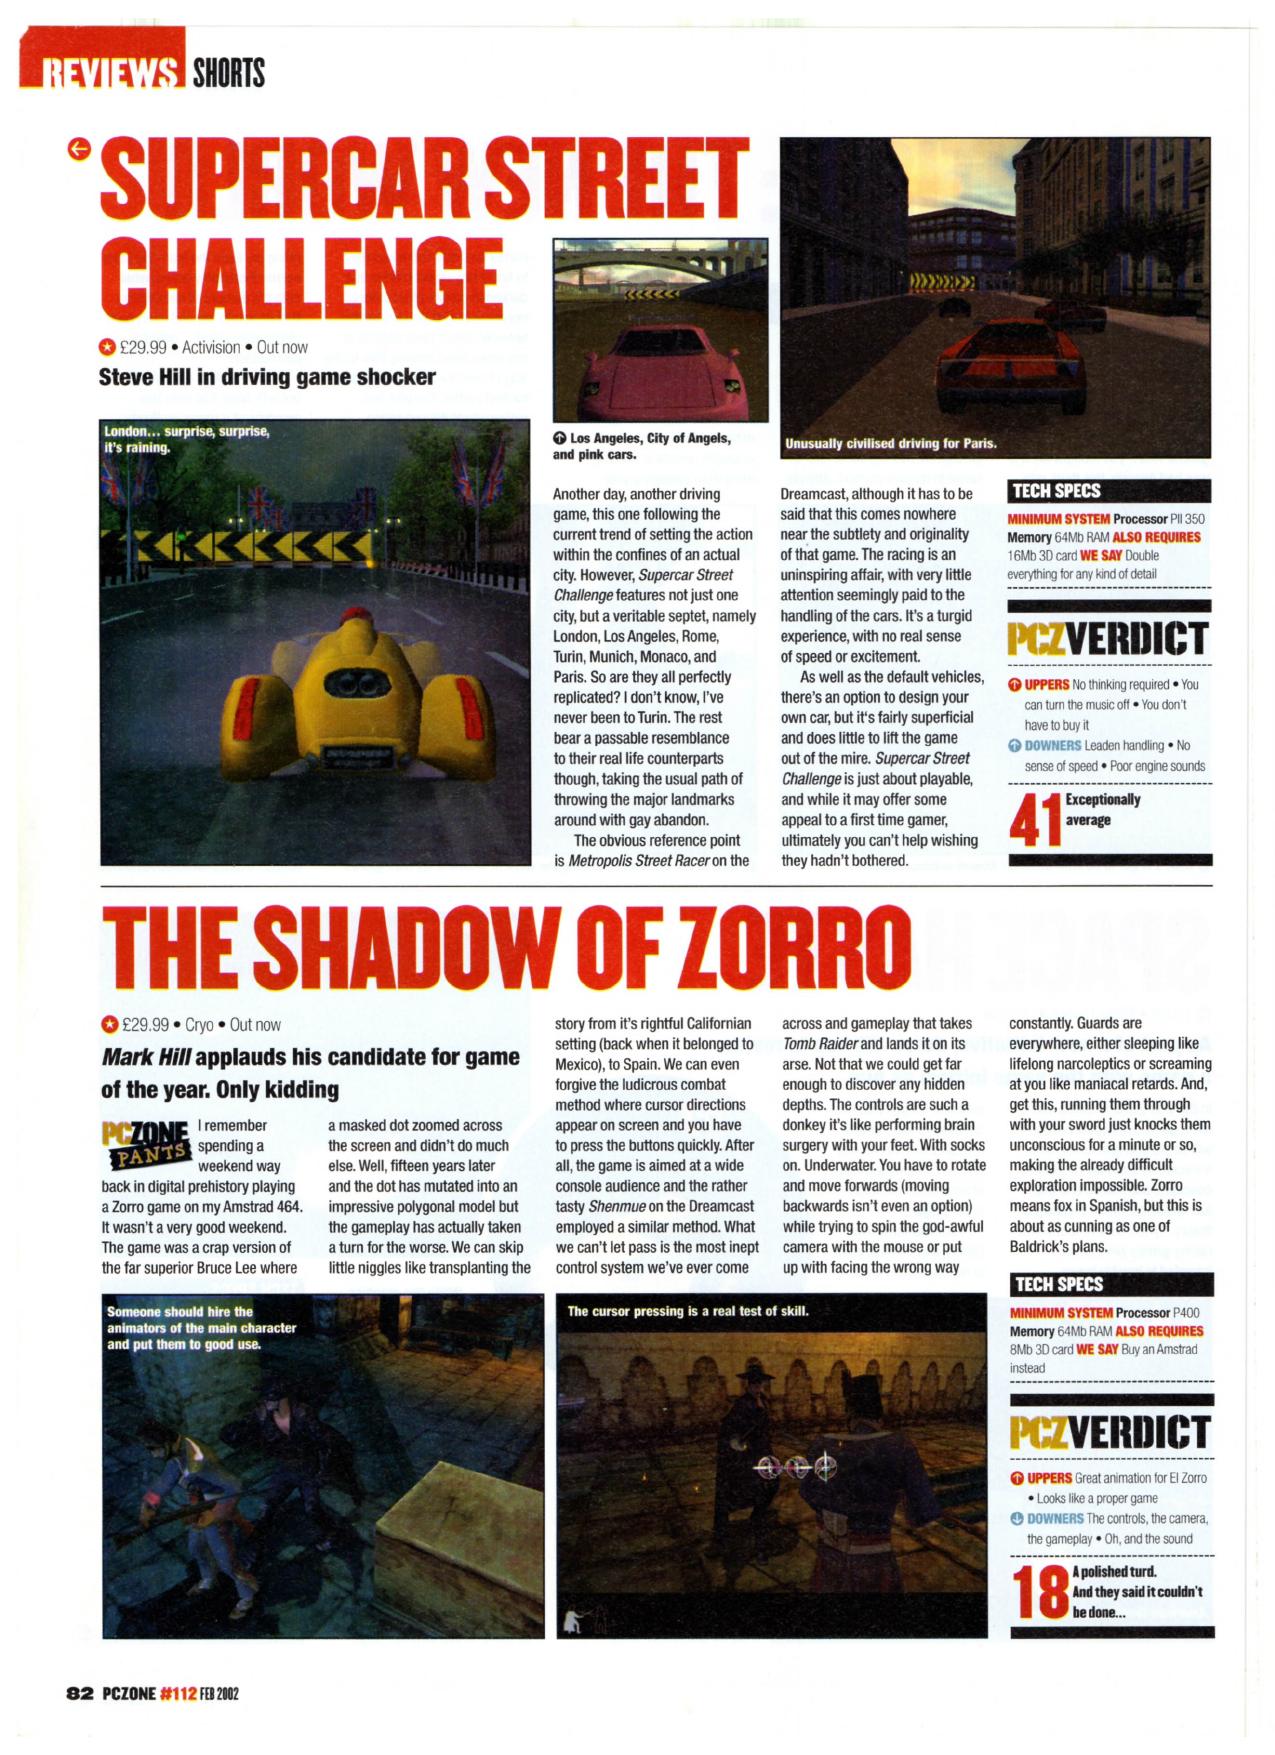 REVIEWS SHORTS
SUPERCAR STREET
CHALLENGE
£29.99 • Activision • Out now
Steve Hill in driving game shocker
London... surprise, surprise,
it's raining.
Los Angeles, City of Angels,
and pink cars.
Unusually civilised driving for Paris.
Another day, another driving
game, this one following the
current trend of setting the action
within the confines of an actual
city. However, Supercar Street
Challenge features not just one
city, but a veritable septet, namely
London, Los Angeles, Rome,
Turin, Munich, Monaco, and
Paris. So are they all perfectly
replicated? I don't know, I've
never been to Turin. The rest
bear a passable resemblance
to their real life counterparts
though, taking the usual path of
throwing the major landmarks
around with gay abandon.
The obvious reference point
is Metropolis Street Racer on the
Dreamcast, although it has to be
said that this comes nowhere
near the subtlety and originality
of that game. The racing is an
uninspiring affair, with very little
attention seemingly paid to the
handling of the cars. It's a turgid
experience, with no real sense
of speed or excitement.
As well as the default vehicles,
there's an option to design your
own car, but it's fairly superficial
and does little to lift the game
out of the mire. Supercar Street
Challenge is just about playable,
and while it may offer some
appeal to a first time gamer,
ultimately you can't help wishing
they hadn't bothered.
TECH SPECS
MINIMUM SYSTEM Processor PII 350
Memory 64Mb RAM ALSO REQUIRES
16Mb 3D card WE SAY Double
everything for any kind of detail
PCZVERDICT
UPPERS No thinking required • You
can turn the music off • You don't
have to buy it
DOWNERS Leaden handling • No
sense of speed • Poor engine sounds
41 Exceptionally
average
THE SHADOW OF ZORRO
£29.99 • Cryo • Out now
Mark Hill applauds his candidate for game
of the year. Only kidding
PCZONE
PANTS
I remember
spending a
weekend way
back in digital prehistory playing
a Zorro game on my Amstrad 464.
It wasn't a very good weekend.
The game was a crap version of
the far superior Bruce Lee where
a masked dot zoomed across
the screen and didn't do much
else. Well, fifteen years later
and the dot has mutated into an
impressive polygonal model but
the gameplay has actually taken
a turn for the worse. We can skip
little niggles like transplanting the
story from it's rightful Californian
setting (back when it belonged to
Mexico), to Spain. We can even
forgive the ludicrous combat
method where cursor directions
appear on screen and you have
to press the buttons quickly. After
all, the game is aimed at a wide
console audience and the rather
tasty Shenmue on the Dreamcast
employed a similar method. What
we can't let pass is the most inept
control system we've ever come
across and gameplay that takes
Tomb Raider and lands it on its
arse. Not that we could get far
enough to discover any hidden
depths. The controls are such a
donkey it's like performing brain
surgery with your feet. With socks
on. Underwater. You have to rotate
and move forwards (moving
backwards isn't even an option)
while trying to spin the god-awful
camera with the mouse or put
up with facing the wrong way
constantly. Guards are
everywhere, either sleeping like
lifelong narcoleptics or screaming
at you like maniacal retards. And,
get this, running them through
with your sword just knocks them
unconscious for a minute or so,
making the already difficult
exploration impossible. Zorro
means fox in Spanish, but this is
about as cunning as one of
Baldrick's plans.
Someone should hire the
animators of the main character
and put them to good use.
The cursor pressing is a real test of skill.
TECH SPECS
MINIMUM SYSTEM Processor P400
Memory 64Mb RAM ALSO REQUIRES
8Mb 3D card WE SAY Buy an Amstrad
instead
PCZVERDICT
UPPERS Great animation for El Zorro
• Looks like a proper game
DOWNERS The controls, the camera,
the gameplay • Oh, and the sound
18 A polished turd.
And they said it couldn't
be done...
82 PCZONE #112 FEB 2002